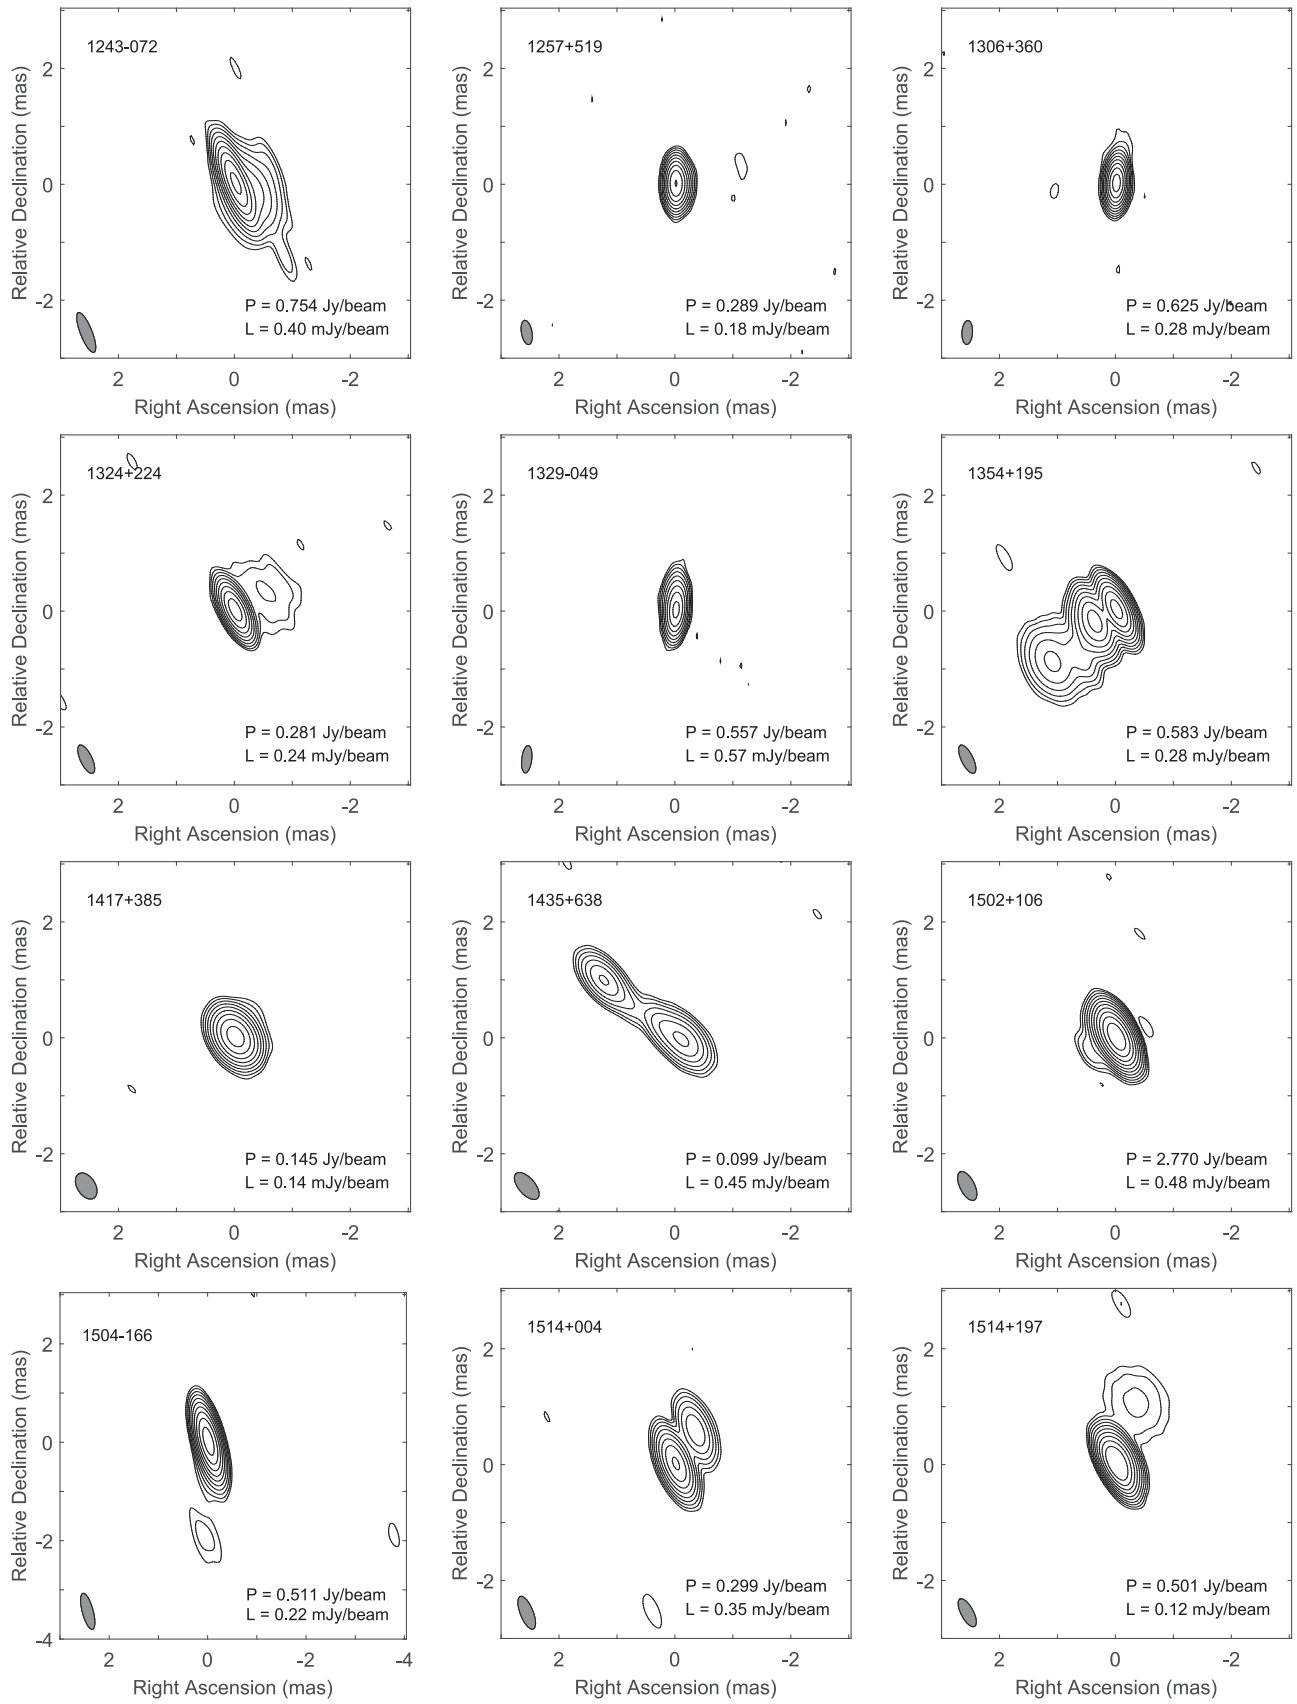 1243-072
Relative Declination (mas)
2
0
-2
P = 0.754 Jy/beam
L = 0.40 mJy/beam
2 0 -2
Right Ascension (mas)
1257+519
Relative Declination (mas)
2
0
-2
P = 0.289 Jy/beam
L = 0.18 mJy/beam
2 0 -2
Right Ascension (mas)
1306+360
Relative Declination (mas)
2
0
-2
P = 0.625 Jy/beam
L = 0.28 mJy/beam
2 0 -2
Right Ascension (mas)
1324+224
Relative Declination (mas)
2
0
-2
P = 0.281 Jy/beam
L = 0.24 mJy/beam
2 0 -2
Right Ascension (mas)
1329-049
Relative Declination (mas)
2
0
-2
P = 0.557 Jy/beam
L = 0.57 mJy/beam
2 0 -2
Right Ascension (mas)
1354+195
Relative Declination (mas)
2
0
-2
P = 0.583 Jy/beam
L = 0.28 mJy/beam
2 0 -2
Right Ascension (mas)
1417+385
Relative Declination (mas)
2
0
-2
P = 0.145 Jy/beam
L = 0.14 mJy/beam
2 0 -2
Right Ascension (mas)
1435+638
Relative Declination (mas)
2
0
-2
P = 0.099 Jy/beam
L = 0.45 mJy/beam
2 0 -2
Right Ascension (mas)
1502+106
Relative Declination (mas)
2
0
-2
P = 2.770 Jy/beam
L = 0.48 mJy/beam
2 0 -2
Right Ascension (mas)
1504-166
Relative Declination (mas)
2
0
-2
-4
P = 0.511 Jy/beam
L = 0.22 mJy/beam
2 0 -2 -4
Right Ascension (mas)
1514+004
Relative Declination (mas)
2
0
-2
P = 0.299 Jy/beam
L = 0.35 mJy/beam
2 0 -2
Right Ascension (mas)
1514+197
Relative Declination (mas)
2
0
-2
P = 0.501 Jy/beam
L = 0.12 mJy/beam
2 0 -2
Right Ascension (mas)